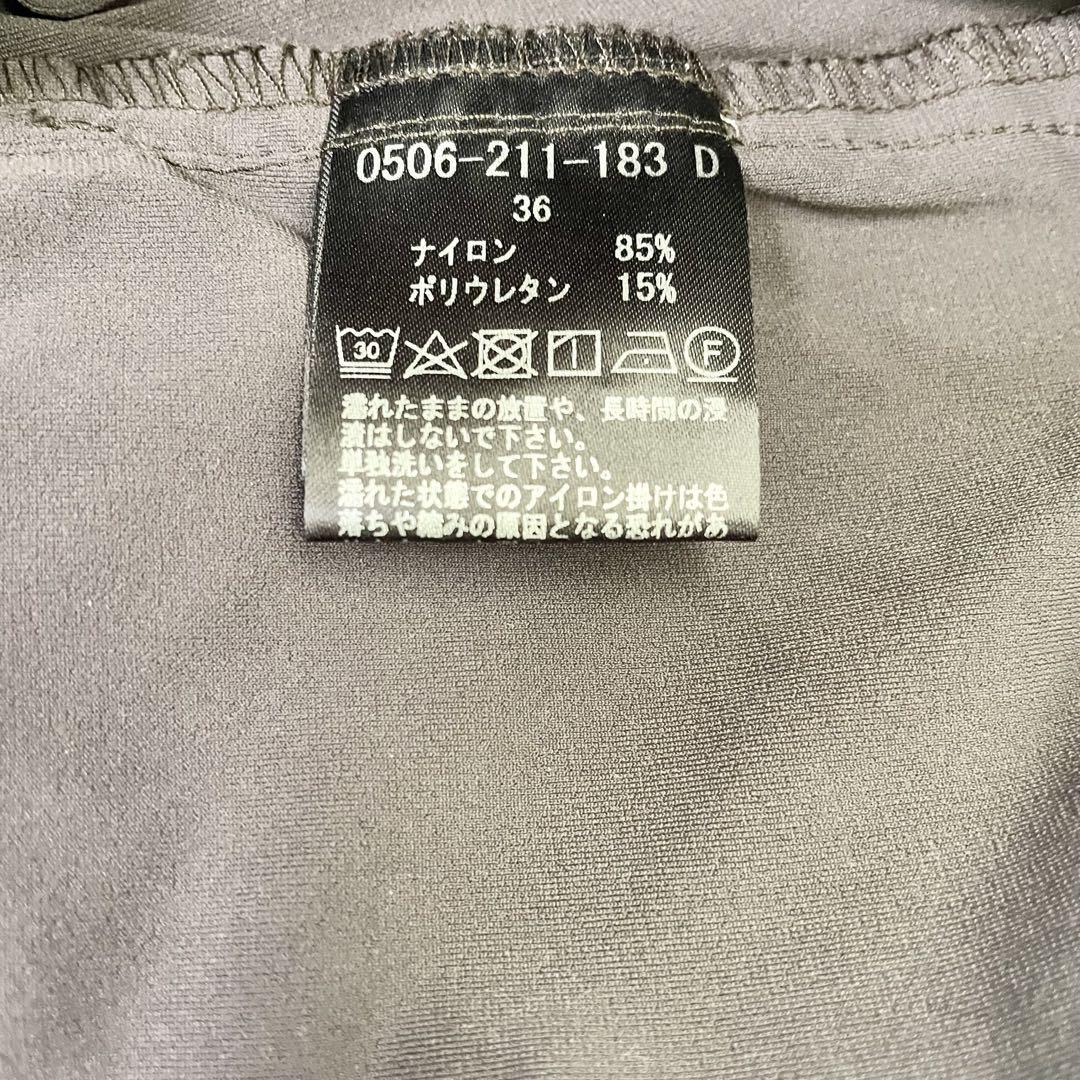 0506-211-183 D
36
ナイロン 85%
ポリウレタン 15%
30 1 F
濡れたままの放置や、長時間の浸
漬はしないで下さい。
単独洗いをして下さい。
濡れた状態でのアイロン掛けは色
落ちや縮みの原因となる恐れがあ